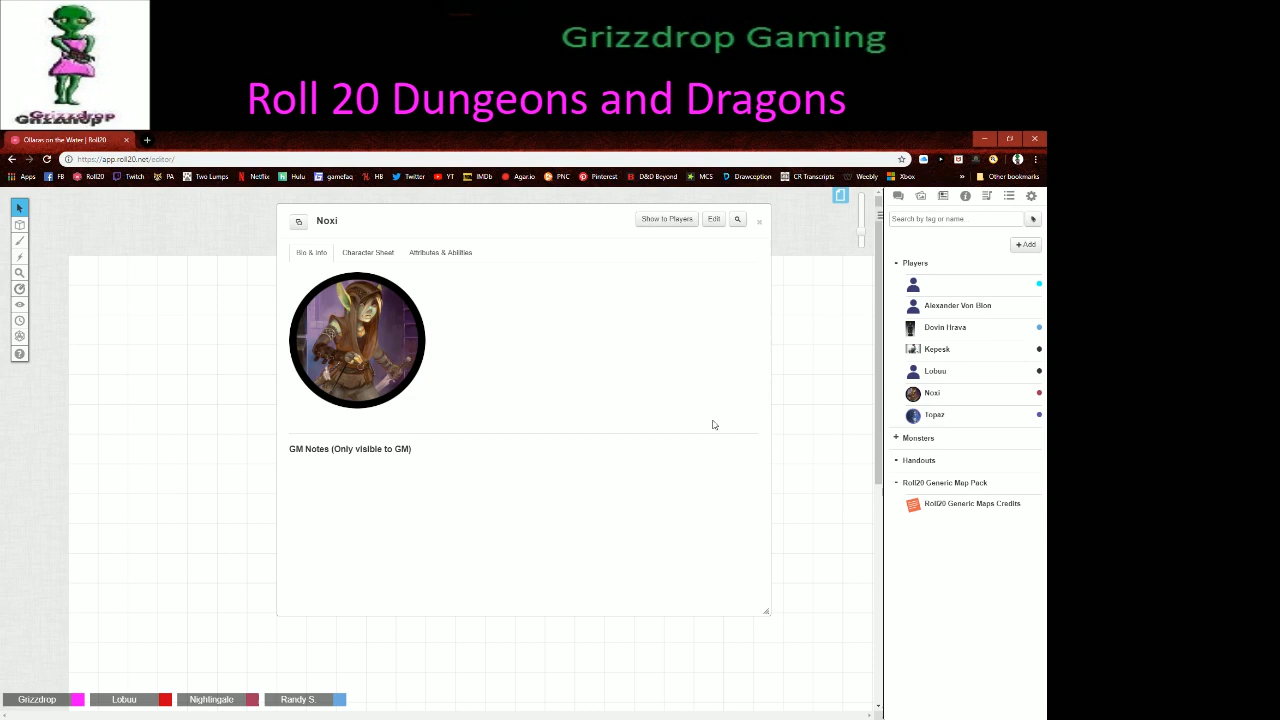 Grizzdrop Gaming
Roll 20 Dungeons and Dragons
Grizzdrop
Grizzdrop
Ollaras on the Water | Roll20
https://app.roll20.net/editor/
Apps FB Roll20 Twitch PA Two Lumps Netflix Hulu gamefaq HB Twitter YT IMDb Agar.io PNC Pinterest D&D Beyond MCS Drawception CR Transcripts Weebly Xbox » Other bookmarks
Noxi
Show to Players Edit
Bio & Info Character Sheet Attributes & Abilities
GM Notes (Only visible to GM)
Search by tag or name...
+ Add
Players
Alexander Von Blon
Dovin Hrava
Kepesk
Lobuu
Noxi
Topaz
Monsters
Handouts
Roll20 Generic Map Pack
Roll20 Generic Maps Credits
Grizzdrop Lobuu Nightingale Randy S.